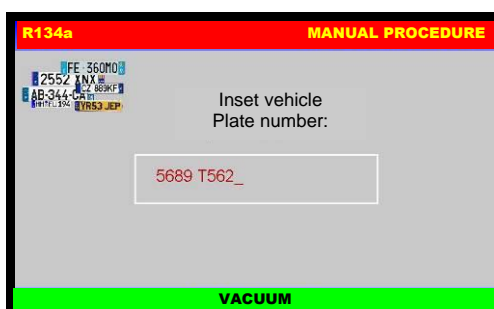 R134a MANUAL PROCEDURE
FE 360MO
2552 XNX
CZ 889KF
AB-344-CA
YR53 JEP
Inset vehicle
Plate number:
5689 T562_
VACUUM